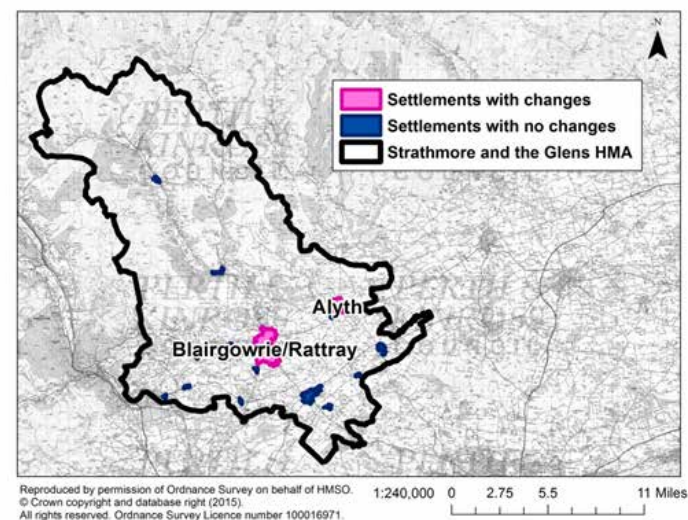 N
Settlements with changes
Settlements with no changes
Strathmore and the Glens HMA
Alyth
Blairgowrie/Rattray
Reproduced by permission of Ordnance Survey on behalf of HMSO.
© Crown copyright and database right (2015).
All rights reserved. Ordnance Survey Licence number 100016971.
1:240,000 0 2.75 5.5 11 Miles